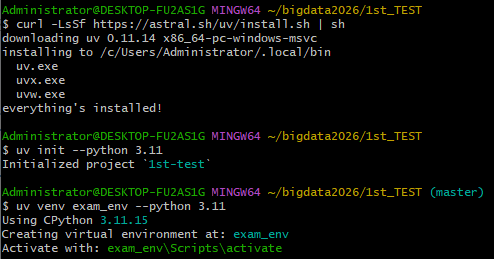 Administrator@DESKTOP-FU2AS1G MINGW64 ~/bigdata2026/1st_TEST
$ curl -LsSf https://astral.sh/uv/install.sh | sh
downloading uv 0.11.14 x86_64-pc-windows-msvc
installing to /c/Users/Administrator/.local/bin
  uv.exe
  uvx.exe
  uvw.exe
everything's installed!

Administrator@DESKTOP-FU2AS1G MINGW64 ~/bigdata2026/1st_TEST
$ uv init --python 3.11
Initialized project `1st-test`

Administrator@DESKTOP-FU2AS1G MINGW64 ~/bigdata2026/1st_TEST (master)
$ uv venv exam_env --python 3.11
Using CPython 3.11.15
Creating virtual environment at: exam_env
Activate with: exam_env\Scripts\activate